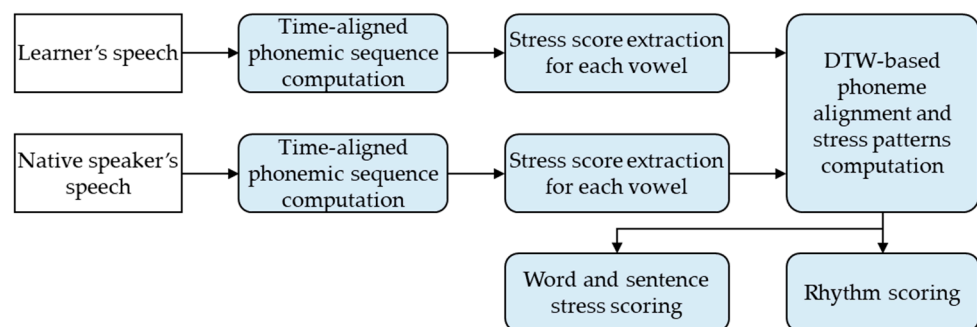 Learner's speech
Time-aligned
phonemic sequence
computation
Stress score extraction
for each vowel
DTW-based
phoneme
alignment and
stress patterns
computation
Native speaker's
speech
Time-aligned
phonemic sequence
computation
Stress score extraction
for each vowel
Word and sentence
stress scoring
Rhythm scoring